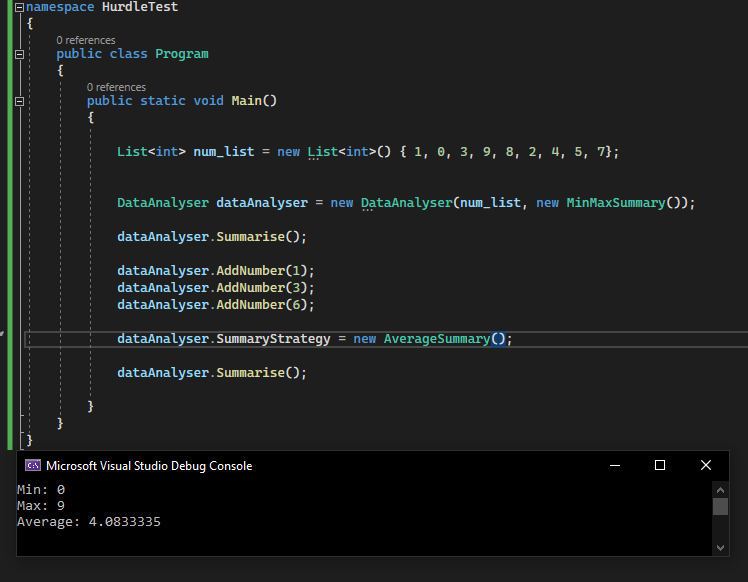 namespace HurdleTest
{
0 references
public class Program
{
0 references
public static void Main()
{
List<int> num_list = new List<int>() { 1, 0, 3, 9, 8, 2, 4, 5, 7};
DataAnalyser dataAnalyser = new DataAnalyser(num_list, new MinMaxSummary());
dataAnalyser.Summarise();
dataAnalyser.AddNumber(1);
dataAnalyser.AddNumber(3);
dataAnalyser.AddNumber(6);
dataAnalyser.SummaryStrategy = new AverageSummary();
dataAnalyser.Summarise();
}
}
}
C:\ Microsoft Visual Studio Debug Console
Min: 0
Max: 9
Average: 4.0833335